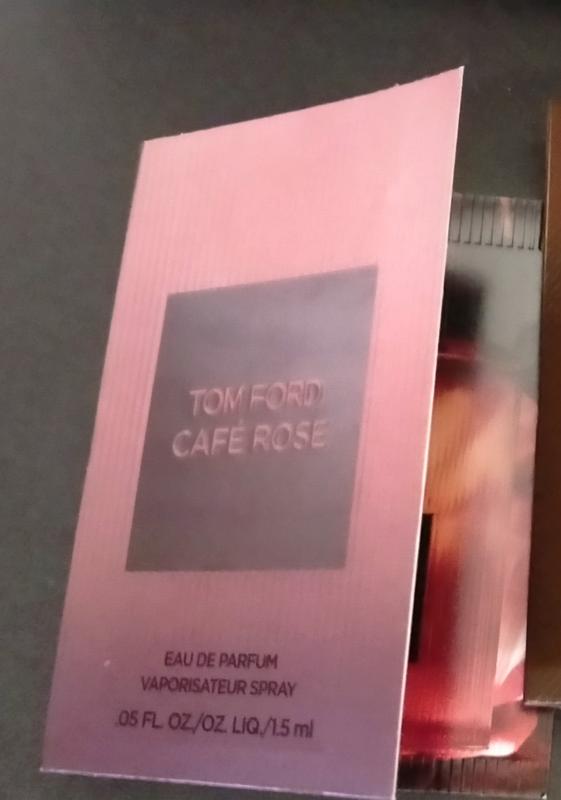 TOM FORD
CAFÉ ROSE
EAU DE PARFUM
VAPORISATEUR SPRAY
.05 FL. OZ./OZ. LIQ./1.5 ml